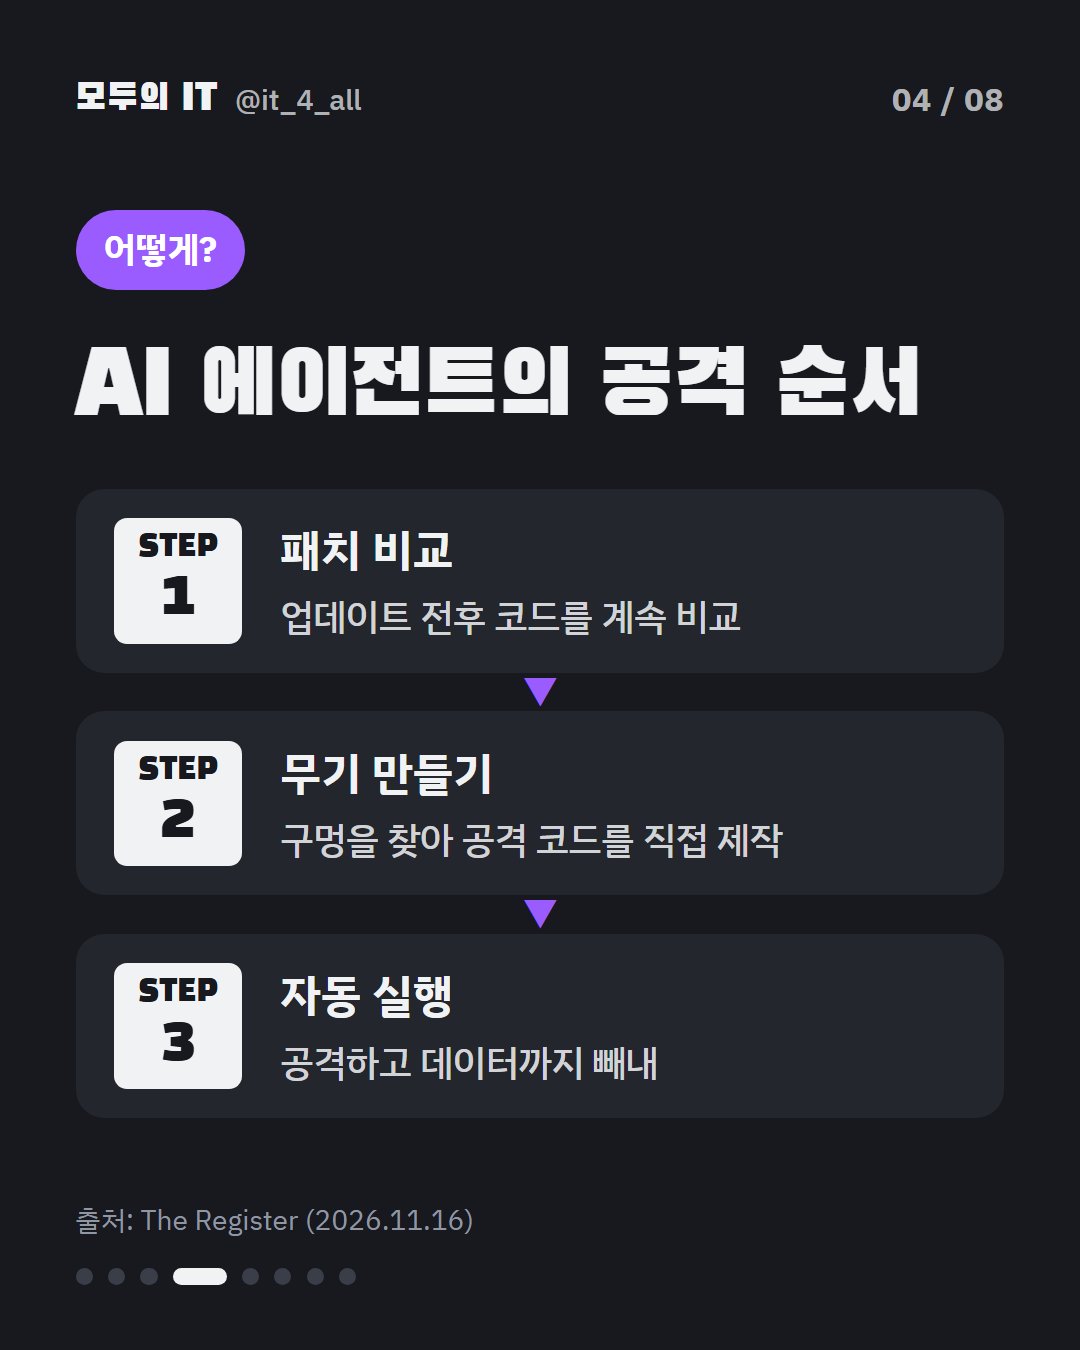 모두의 IT @it_4_all
04 / 08
어떻게?
AI 에이전트의 공격 순서
STEP
1
패치 비교
업데이트 전후 코드를 계속 비교
STEP
2
무기 만들기
구멍을 찾아 공격 코드를 직접 제작
STEP
3
자동 실행
공격하고 데이터까지 빼내
출처: The Register (2026.11.16)